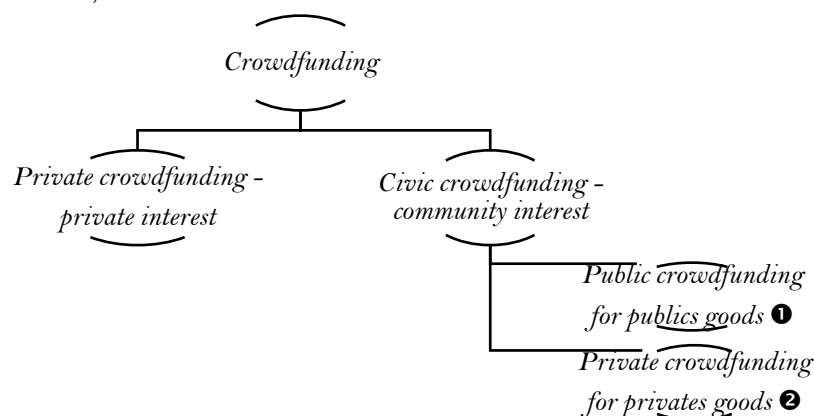 Crowdfunding
Private crowdfunding -
private interest
Civic crowdfunding -
community interest
Public crowdfunding
for publics goods ❶
Private crowdfunding
for privates goods ❷